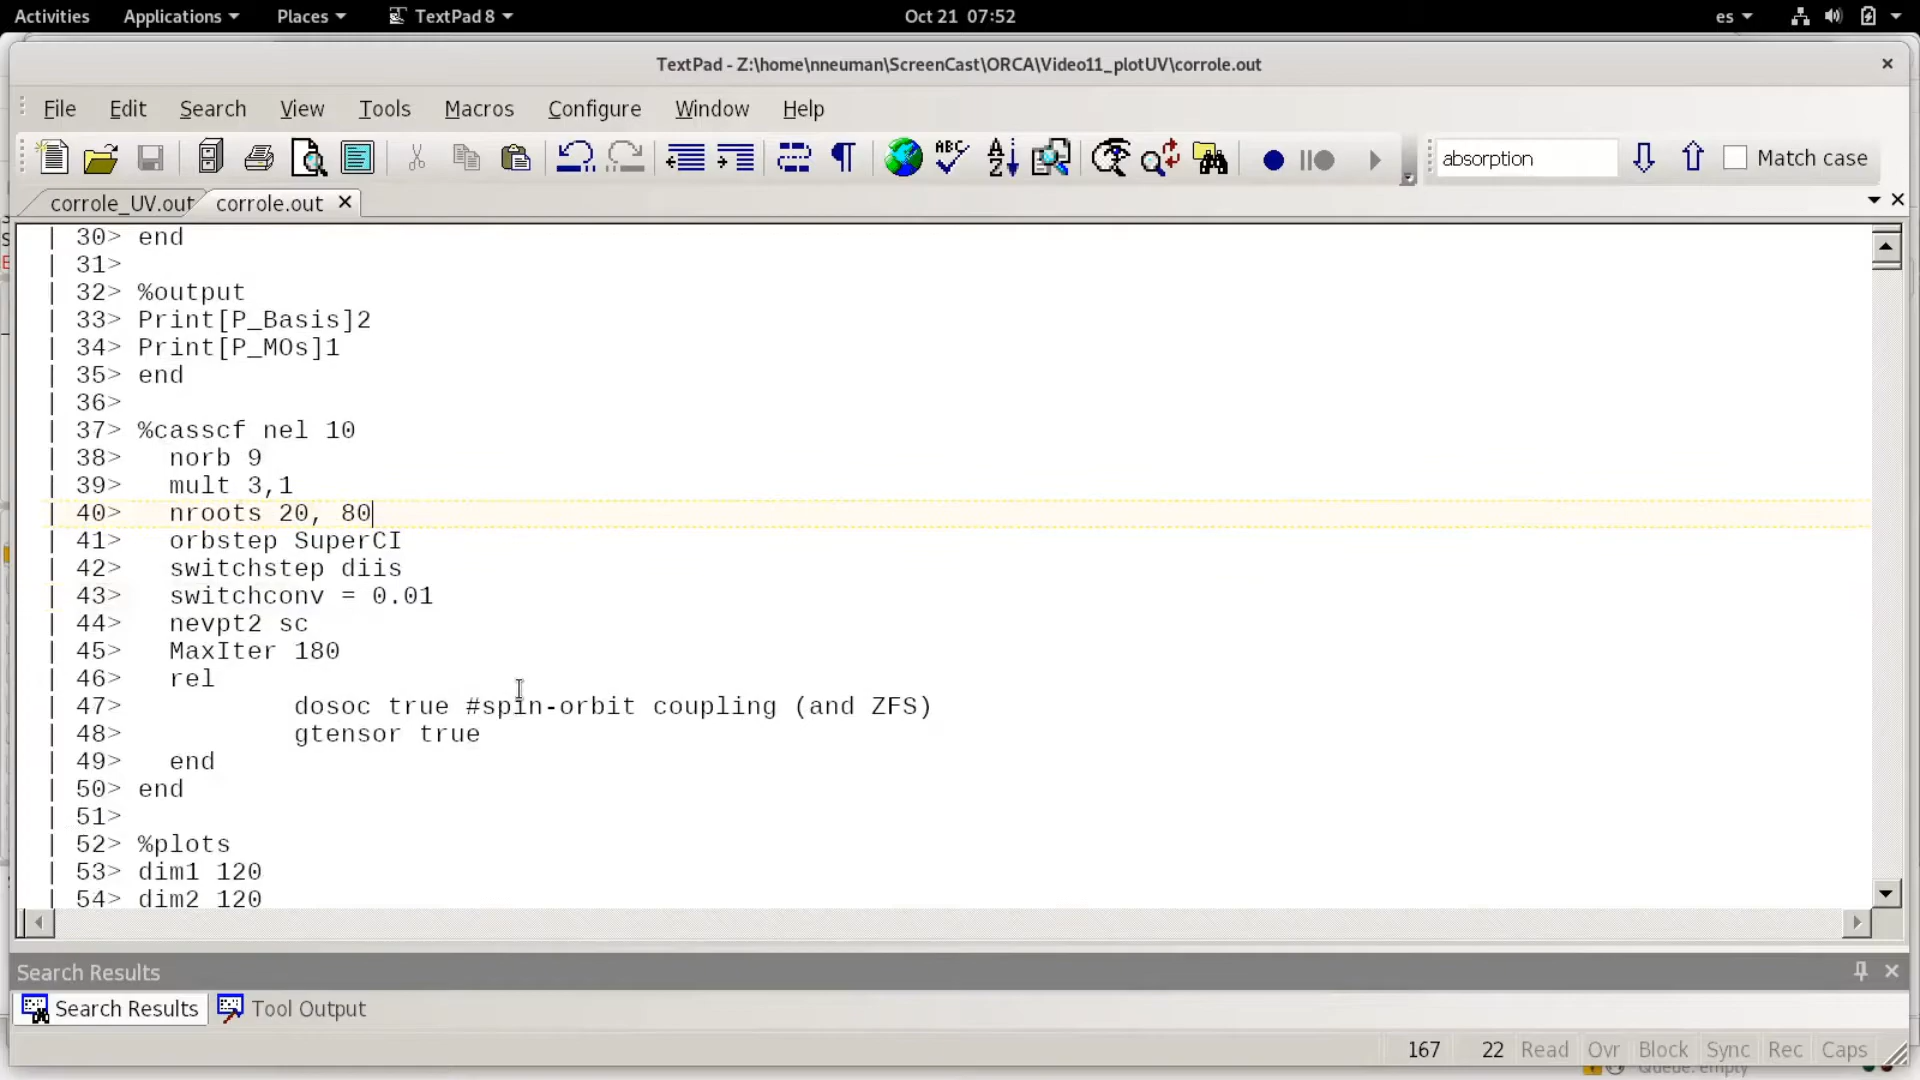 Activities Applications Places TextPad 8 Oct 21 07:52 es
TextPad - Z:\home\nneuman\ScreenCast\ORCA\Video11_plotUV\corrole.out
File Edit Search View Tools Macros Configure Window Help
absorption Match case
corrole_UV.out corrole.out
| 30> end
| 31>
| 32> %output
| 33> Print[P_Basis]2
| 34> Print[P_MOs]1
| 35> end
| 36>
| 37> %casscf nel 10
| 38> norb 9
| 39> mult 3,1
| 40> nroots 20, 80
| 41> orbstep SuperCI
| 42> switchstep diis
| 43> switchconv = 0.01
| 44> nevpt2 sc
| 45> MaxIter 180
| 46> rel
| 47> dosoc true #spin-orbit coupling (and ZFS)
| 48> gtensor true
| 49> end
| 50> end
| 51>
| 52> %plots
| 53> dim1 120
| 54> dim2 120
Search Results
Search Results Tool Output
167 22 Read Ovr Block Sync Rec Caps
Queue: empty